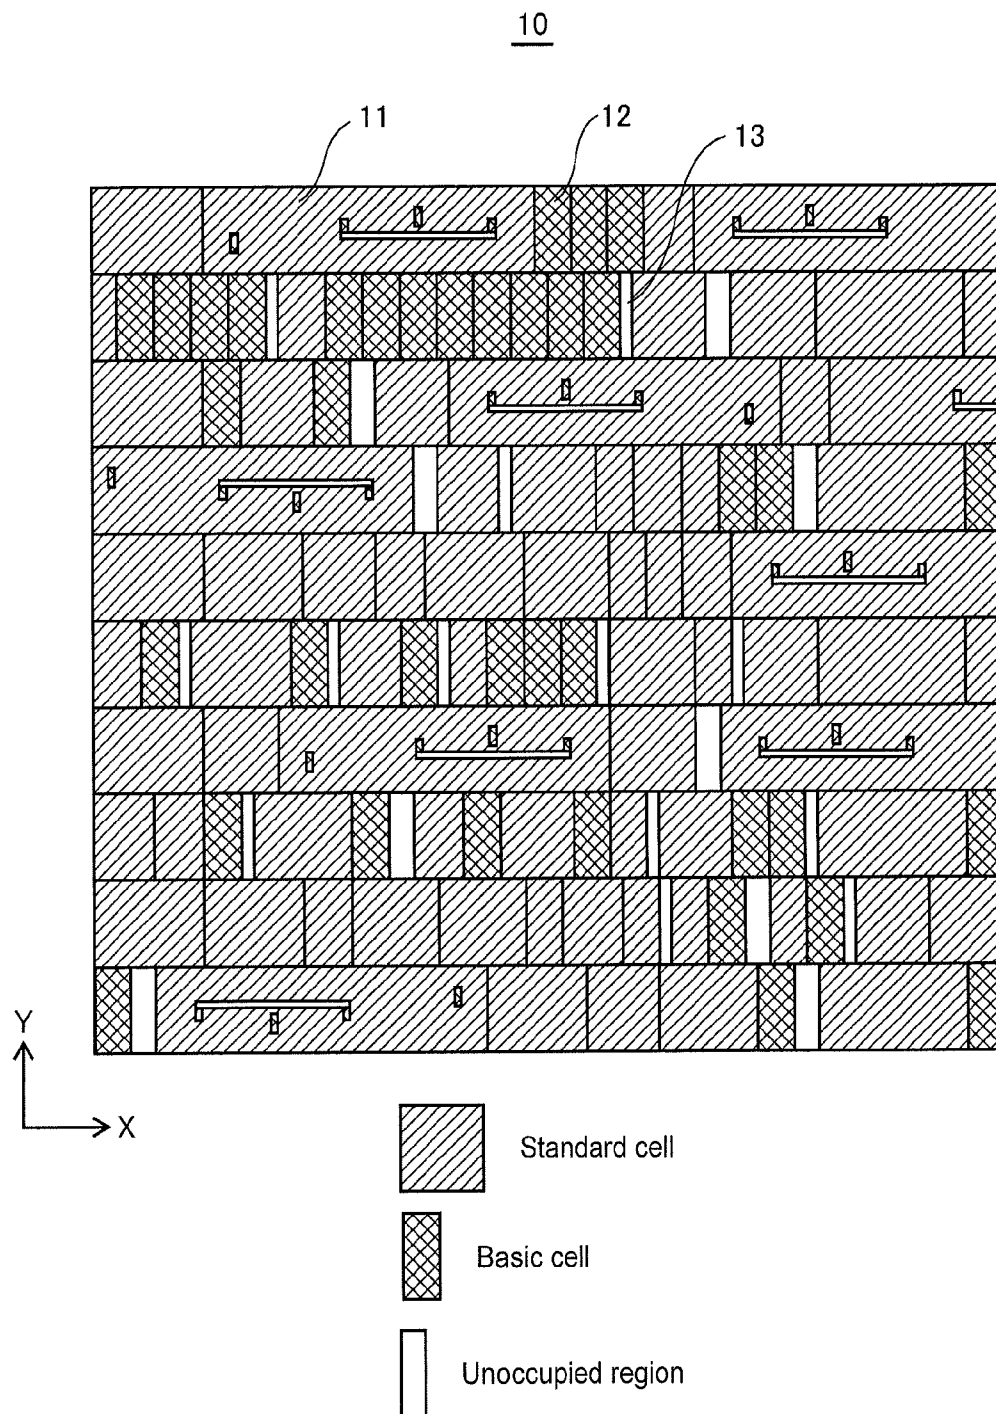 10
11
12
13
Y
X
Standard cell
Basic cell
Unoccupied region